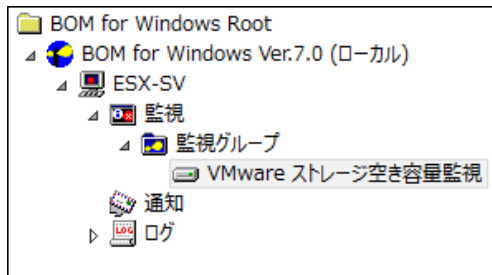 BOM for Windows Root
BOM for Windows Ver.7.0 (ローカル)
ESX-SV
監視
監視グループ
VMware ストレージ空き容量監視
通知
LOG
ログ